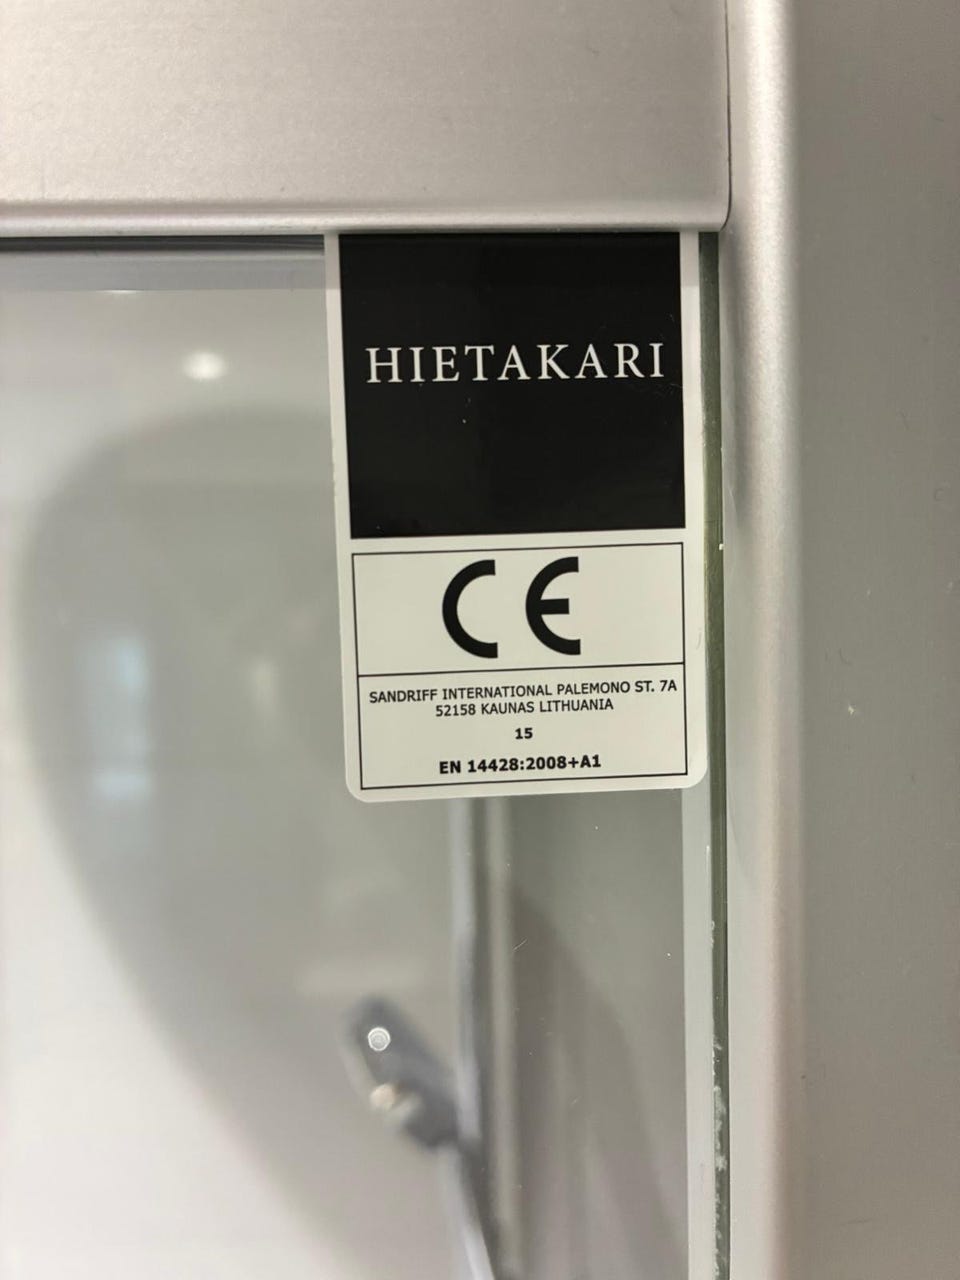 HIETAKARI
CE
SANDRIFF INTERNATIONAL PALEMONO ST. 7A
52158 KAUNAS LITHUANIA
15
EN 14428:2008+A1